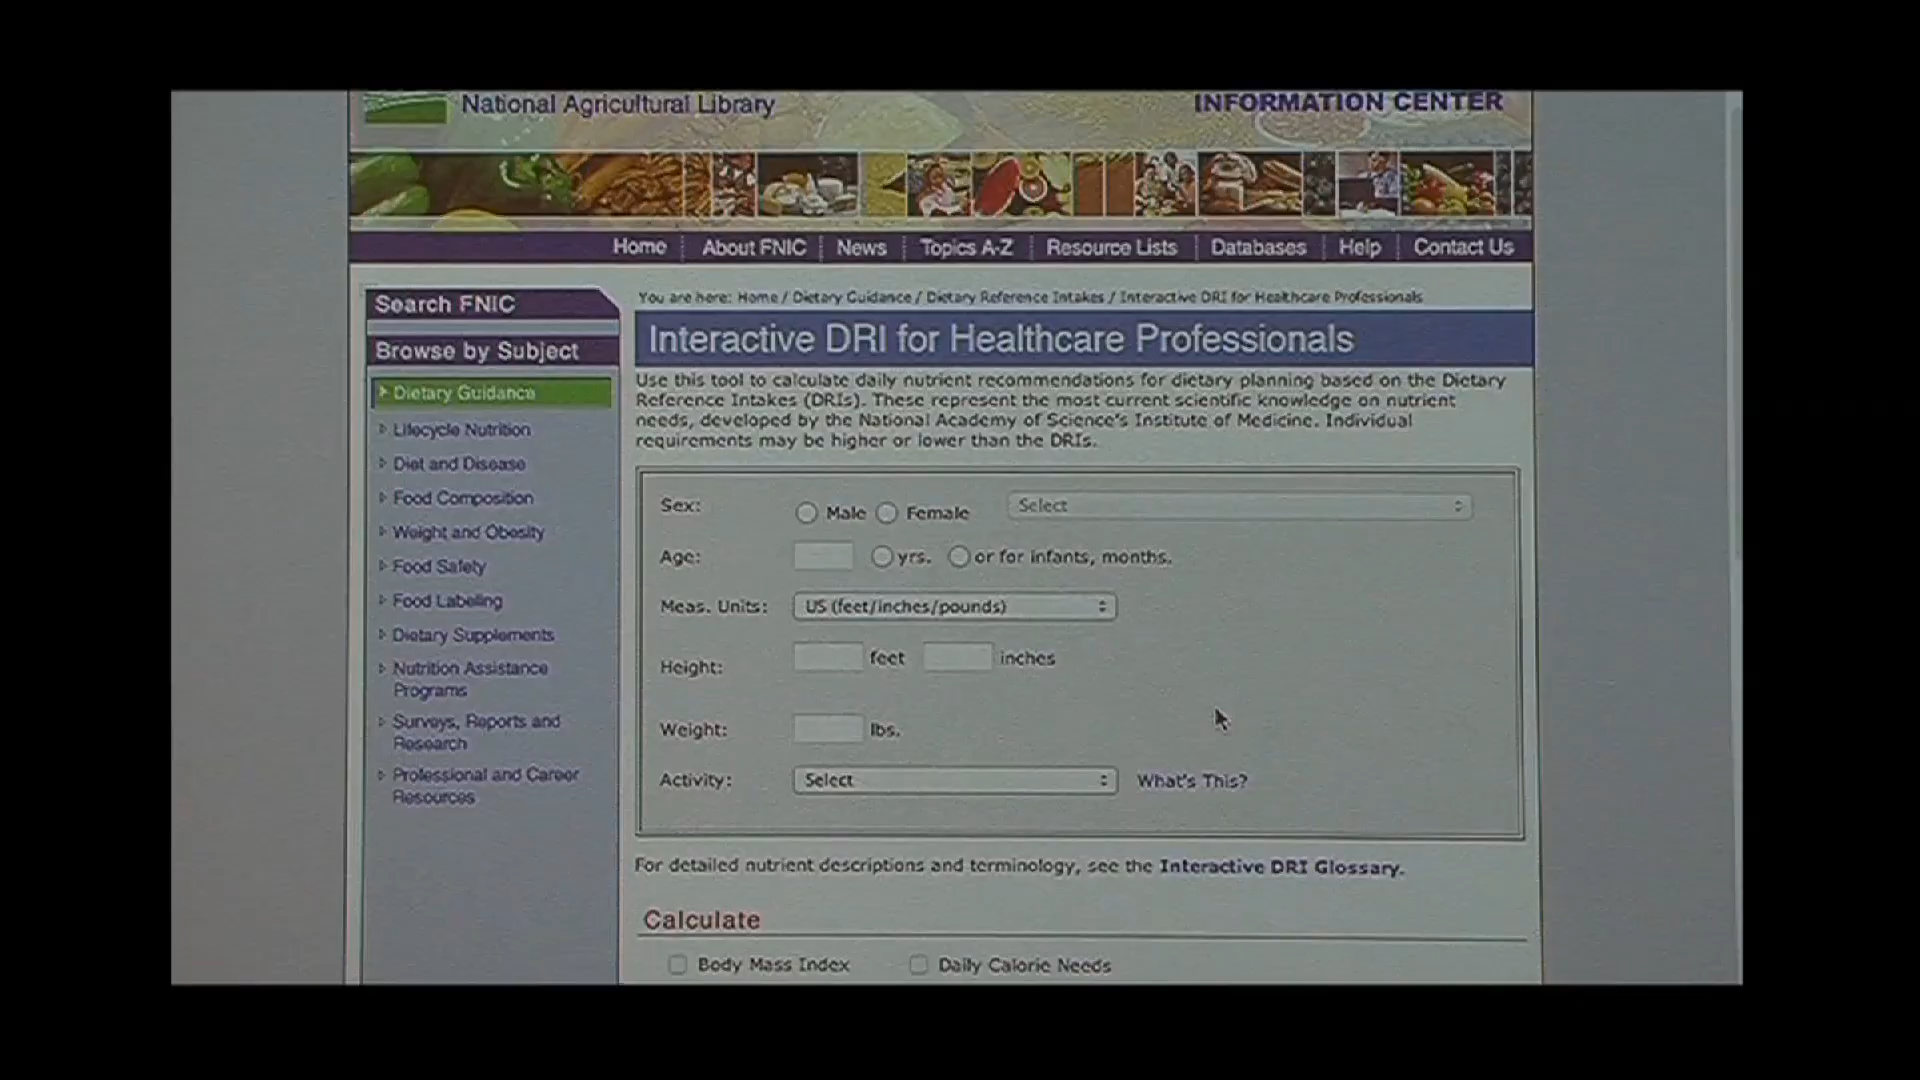 National Agricultural Library
INFORMATION CENTER
Home
About FNIC
News
Topics A-Z
Resource Lists
Databases
Help
Contact Us
Search FNIC
Browse by Subject
Dietary Guidance
Lifecycle Nutrition
Diet and Disease
Food Composition
Weight and Obesity
Food Safety
Food Labeling
Dietary Supplements
Nutrition Assistance
Programs
Surveys, Reports and
Research
Professional and Career
Resources
You are here: Home / Dietary Guidance / Dietary Reference Intakes / Interactive DRI for Healthcare Professionals
Interactive DRI for Healthcare Professionals
Use this tool to calculate daily nutrient recommendations for dietary planning based on the Dietary
Reference Intakes (DRIs). These represent the most current scientific knowledge on nutrient
needs, developed by the National Academy of Science's Institute of Medicine. Individual
requirements may be higher or lower than the DRIs.
Sex: Male Female Select
Age: yrs. or for infants, months.
Meas. Units: US (feet/inches/pounds)
Height: feet inches
Weight: lbs.
Activity: Select What's This?
For detailed nutrient descriptions and terminology, see the Interactive DRI Glossary.
Calculate
Body Mass Index Daily Calorie Needs